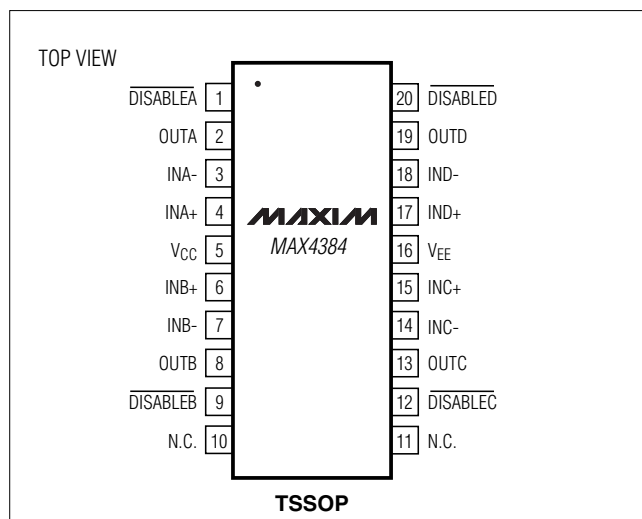 TOP VIEW
DISABLEA 1 20 DISABLED
OUTA 2 19 OUTD
INA- 3 18 IND-
INA+ 4 MAXIM 17 IND+
VCC 5 MAX4384 16 VEE
INB+ 6 15 INC+
INB- 7 14 INC-
OUTB 8 13 OUTC
DISABLEB 9 12 DISABLEC
N.C. 10 11 N.C.
TSSOP